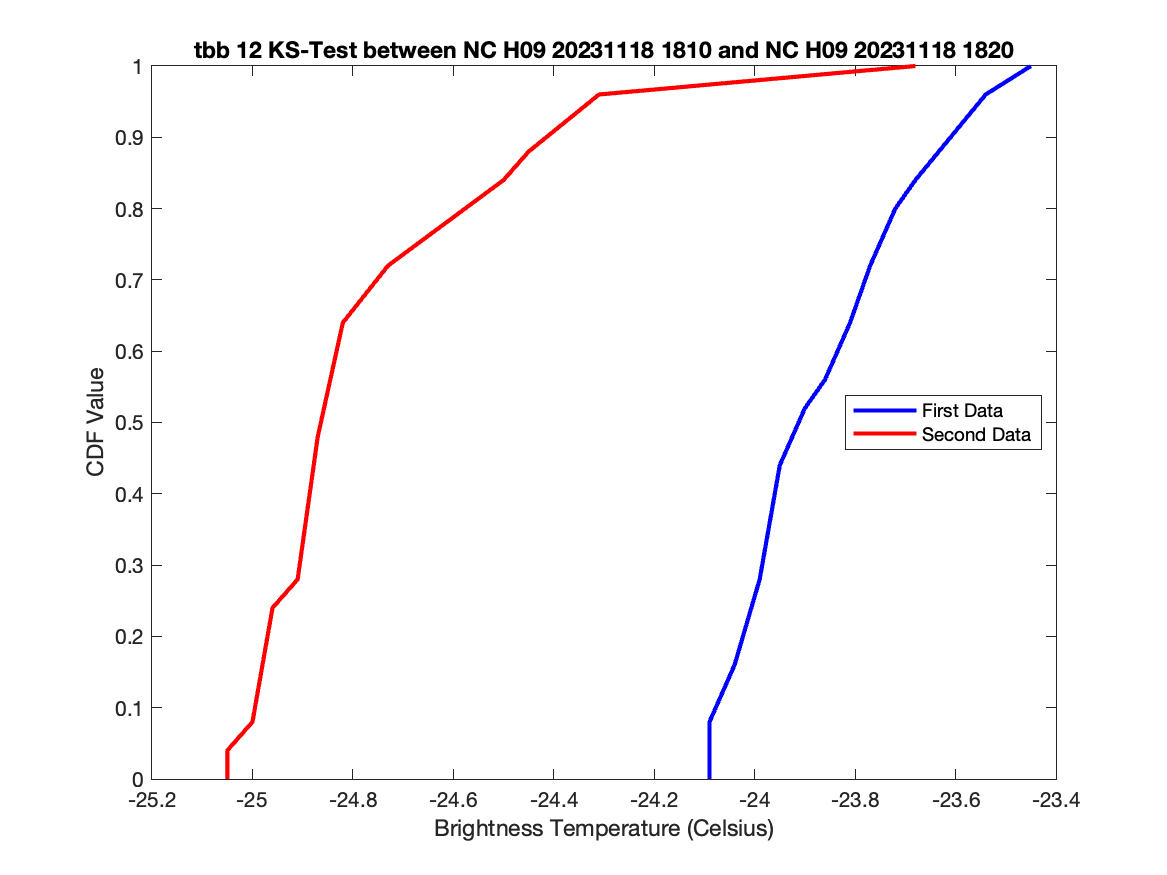 tbb 12 KS-Test between NC H09 20231118 1810 and NC H09 20231118 1820
1
0.9
0.8
0.7
0.6
0.5
0.4
0.3
0.2
0.1
0
CDF Value
First Data
Second Data
-25.2 -25 -24.8 -24.6 -24.4 -24.2 -24 -23.8 -23.6 -23.4
Brightness Temperature (Celsius)